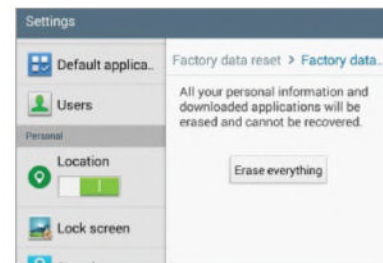 Settings
Default applica..
Users
Personal
Location
Lock screen
Factory data reset > Factory data..
All your personal information and
downloaded applications will be
erased and cannot be recovered.
Erase everything